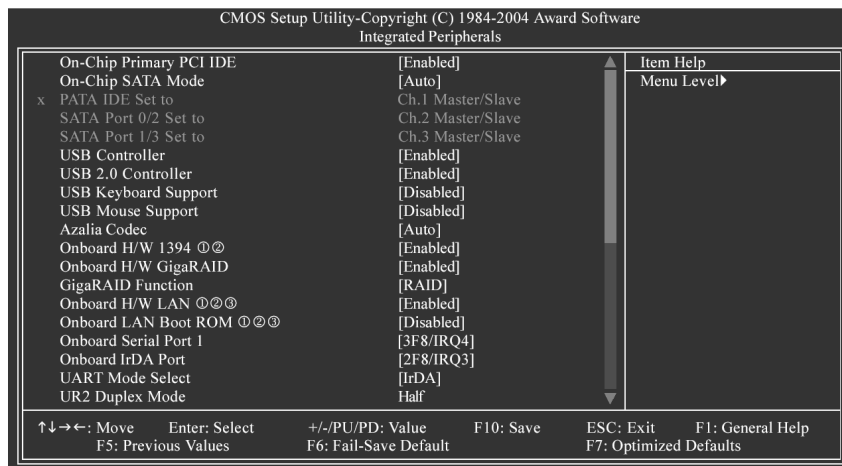 CMOS Setup Utility-Copyright (C) 1984-2004 Award Software
Integrated Peripherals
On-Chip Primary PCI IDE [Enabled] Item Help
On-Chip SATA Mode [Auto] Menu Level▶
x PATA IDE Set to Ch.1 Master/Slave
SATA Port 0/2 Set to Ch.2 Master/Slave
SATA Port 1/3 Set to Ch.3 Master/Slave
USB Controller [Enabled]
USB 2.0 Controller [Enabled]
USB Keyboard Support [Disabled]
USB Mouse Support [Disabled]
Azalia Codec [Auto]
Onboard H/W 1394 ①② [Enabled]
Onboard H/W GigaRAID [Enabled]
GigaRAID Function [RAID]
Onboard H/W LAN ①②③ [Enabled]
Onboard LAN Boot ROM ①②③ [Disabled]
Onboard Serial Port 1 [3F8/IRQ4]
Onboard IrDA Port [2F8/IRQ3]
UART Mode Select [IrDA]
UR2 Duplex Mode Half
↑↓→←: Move Enter: Select +/-/PU/PD: Value F10: Save ESC: Exit F1: General Help
F5: Previous Values F6: Fail-Save Default F7: Optimized Defaults